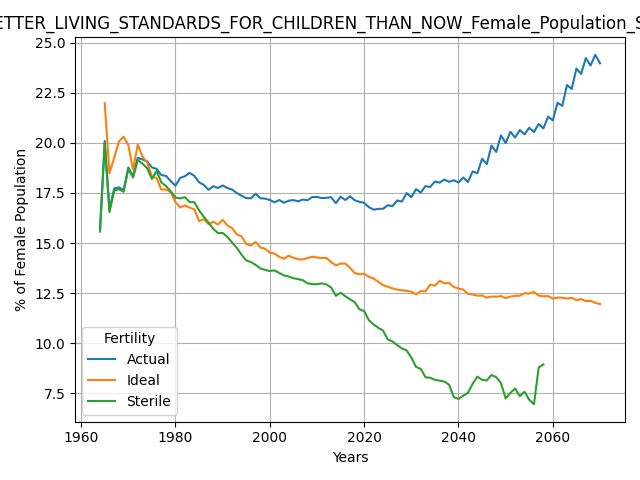 ETTER_LIVING_STANDARDS_FOR_CHILDREN_THAN_NOW_Female_Population_S
25.0
22.5
20.0
17.5
15.0
12.5
10.0
7.5
% of Female Population
Fertility
Actual
Ideal
Sterile
1960
1980
2000
2020
2040
2060
Years